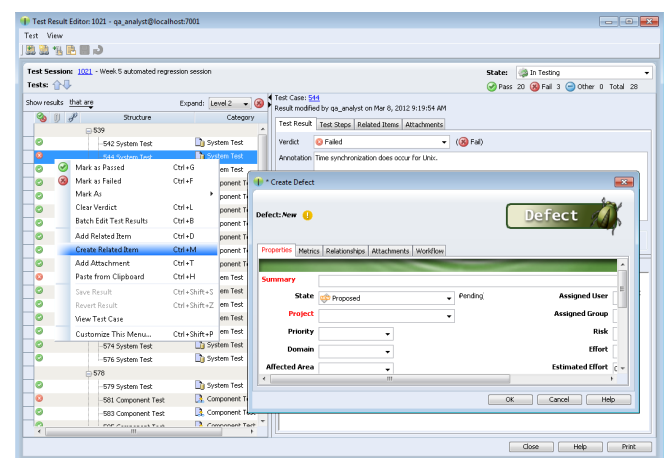 Test Result Editor: 1021 - qa_analyst@localhost:7001
Test View
Test Session: 1021 - Week 5 automated regression session
State: In Testing
Tests:
Pass 20 Fail 3 Other 0 Total 28
Show results that are Expand: Level 2
Structure Category
539
542 System Test System Test
544 System Test System Test
Mark as Passed Ctrl+G
Mark as Failed Ctrl+F
Mark As
Clear Verdict Ctrl+L
Batch Edit Test Results Ctrl+B
Add Related Item Ctrl+D
Create Related Item Ctrl+M
Add Attachment Ctrl+T
Paste from Clipboard Ctrl+H
Save Result Ctrl+Shift+S
Revert Result Ctrl+Shift+Z
View Test Case
Customize This Menu... Ctrl+Shift+P
574 System Test System Test
576 System Test System Test
578
579 System Test System Test
581 Component Test Component T
583 Component Test Component T
Test Case: 544
Result modified by qa_analyst on Mar 8, 2012 9:19:54 AM
Test Result Test Steps Related Items Attachments
Verdict Failed (Fail)
Annotation Time synchronization does occur for Unix.
* Create Defect
Defect: New
Defect
Properties Metrics Relationships Attachments Workflow
Summary
State Proposed Pending Assigned User
Project Assigned Group
Priority Risk
Domain Effort
Affected Area Estimated Effort
OK Cancel Help
Close Help Print